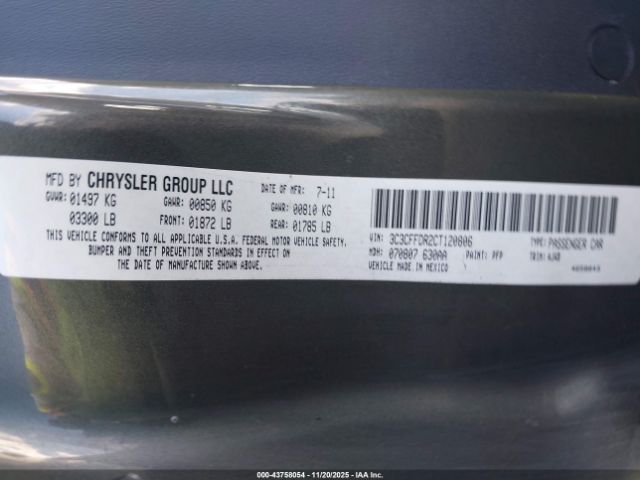 MFD BY CHRYSLER GROUP LLC DATE OF MFR: 7-11
GVWR: 01497 KG GAWR: 00850 KG GAWR: 00810 KG
03300 LB FRONT: 01872 LB REAR: 01785 LB
THIS VEHICLE CONFORMS TO ALL APPLICABLE U.S.A. FEDERAL MOTOR VEHICLE SAFETY,
BUMPER AND THEFT PREVENTION STANDARDS IN EFFECT ON
THE DATE OF MANUFACTURE SHOWN ABOVE.
VIN: 3C3CFFDR2CT120806 TYPE: PASSENGER CAR
MDH: 070807 630AA PAINT: PFP TRIM: AJA8
VEHICLE MADE IN MEXICO
000-43758054 - 11/20/2025 - IAAI Inc.